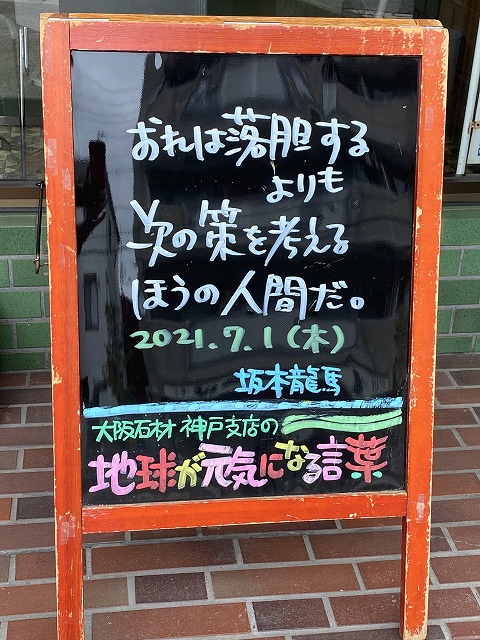 おれは落胆する
よりも
次の策を考える
ほうの人間だ。
2021.7.1(木)
坂本龍馬
大阪石材 神戸支店の
地球が元気になる言葉